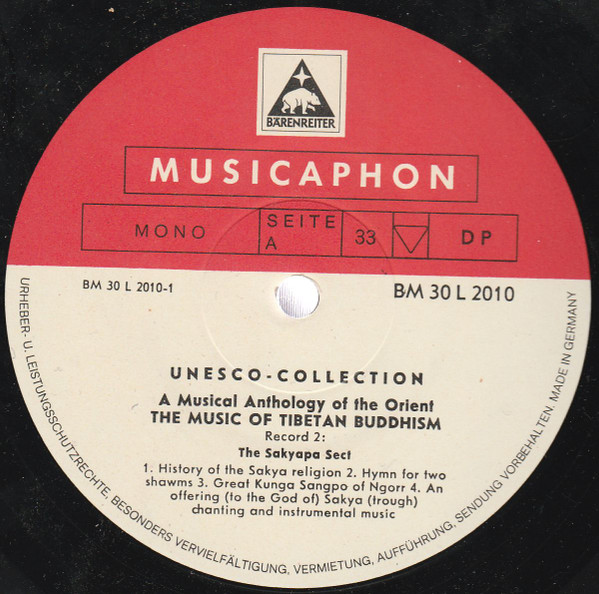 BÄRENREITER
MUSICAPHON
MONO
SEITE
A
33
DP
BM 30 L 2010-1
BM 30 L 2010
UNESCO-COLLECTION
A Musical Anthology of the Orient
THE MUSIC OF TIBETAN BUDDHISM
Record 2:
The Sakyapa Sect
1. History of the Sakya religion 2. Hymn for two
shawms 3. Great Kunga Sangpo of Ngorr 4. An
offering (to the God of) Sakya (trough)
chanting and instrumental music
URHEBER- U. LEISTUNGSSCHUTZRECHTE, BESONDERS VERVIELFÄLTIGUNG, VERMIETUNG, AUFFÜHRUNG, SENDUNG VORBEHALTEN. MADE IN GERMANY